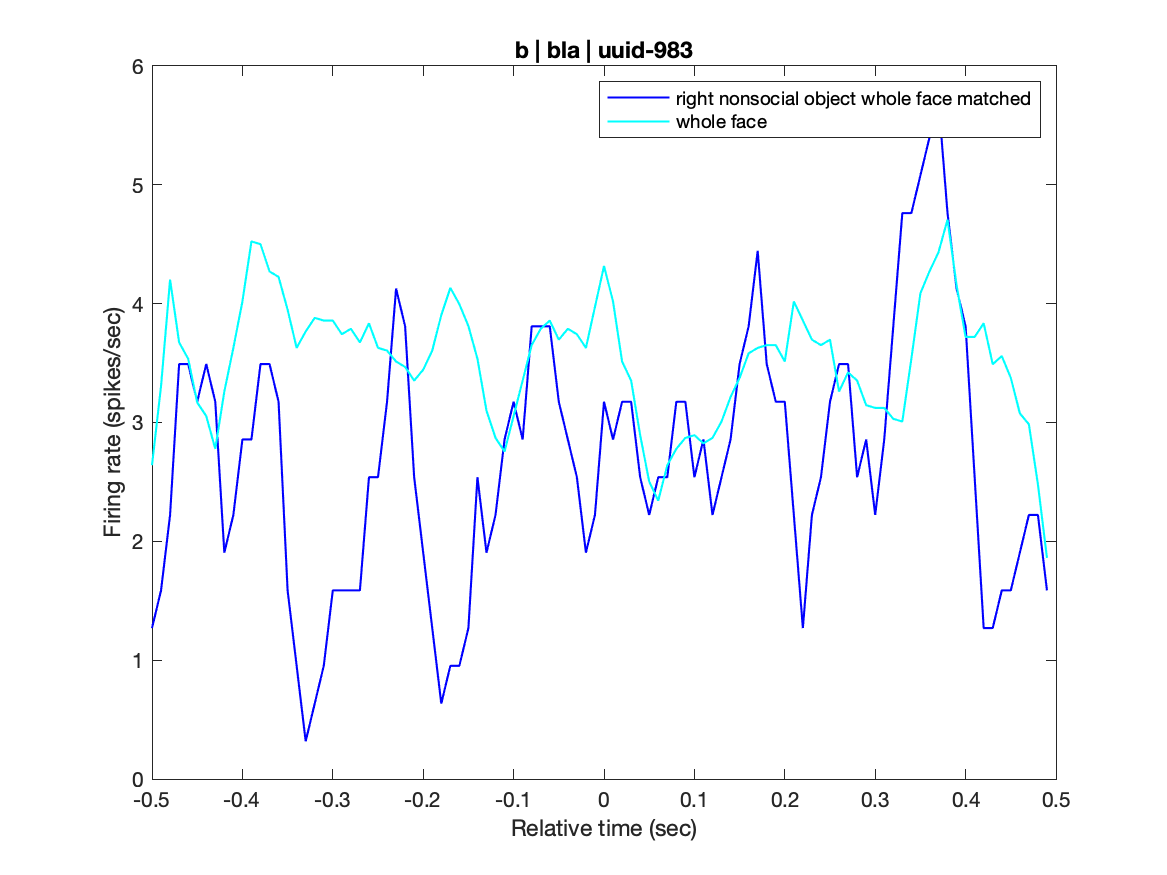 b | bla | uuid-983
right nonsocial object whole face matched
whole face
Firing rate (spikes/sec)
6
5
4
3
2
1
0
-0.5 -0.4 -0.3 -0.2 -0.1 0 0.1 0.2 0.3 0.4 0.5
Relative time (sec)